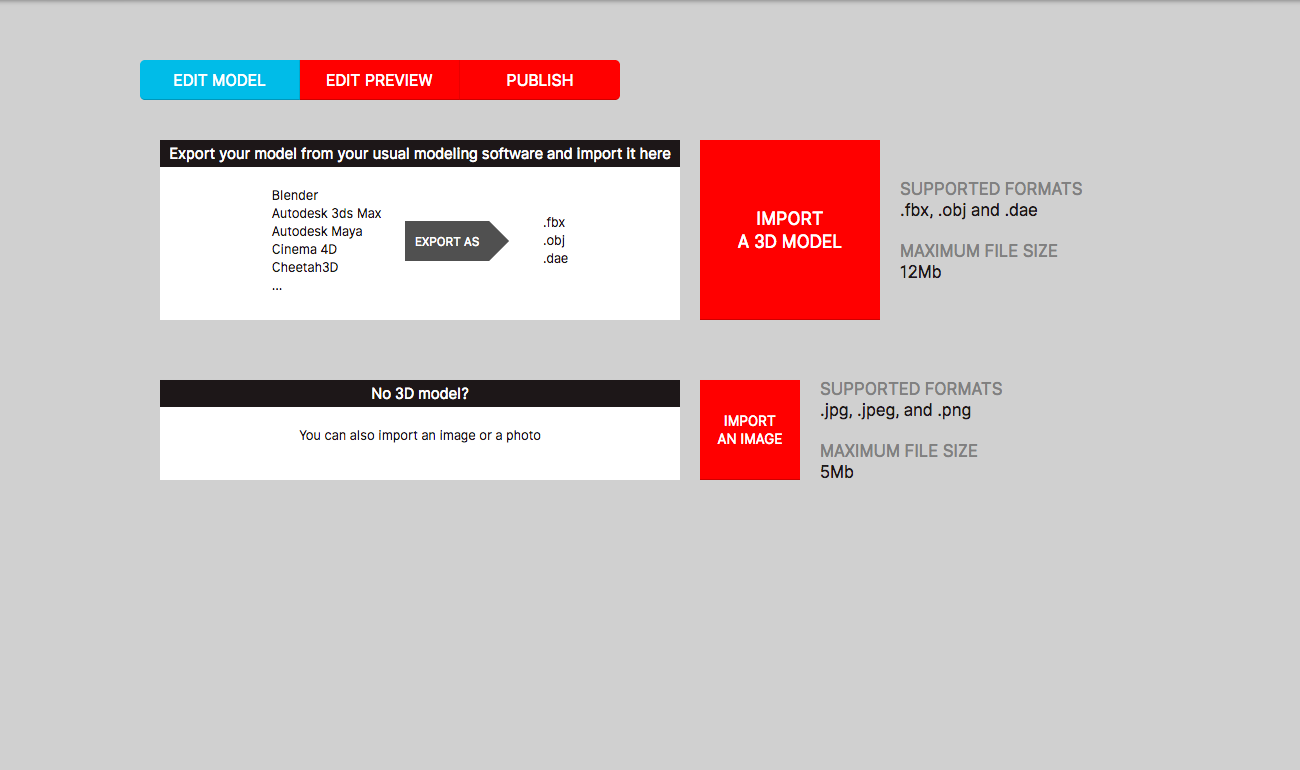 EDIT MODEL
EDIT PREVIEW
PUBLISH
Export your model from your usual modeling software and import it here
Blender
Autodesk 3ds Max
Autodesk Maya
Cinema 4D
Cheetah3D
...
EXPORT AS
.fbx
.obj
.dae
IMPORT
A 3D MODEL
SUPPORTED FORMATS
.fbx, .obj and .dae
MAXIMUM FILE SIZE
12Mb
No 3D model?
You can also import an image or a photo
IMPORT
AN IMAGE
SUPPORTED FORMATS
.jpg, .jpeg, and .png
MAXIMUM FILE SIZE
5Mb